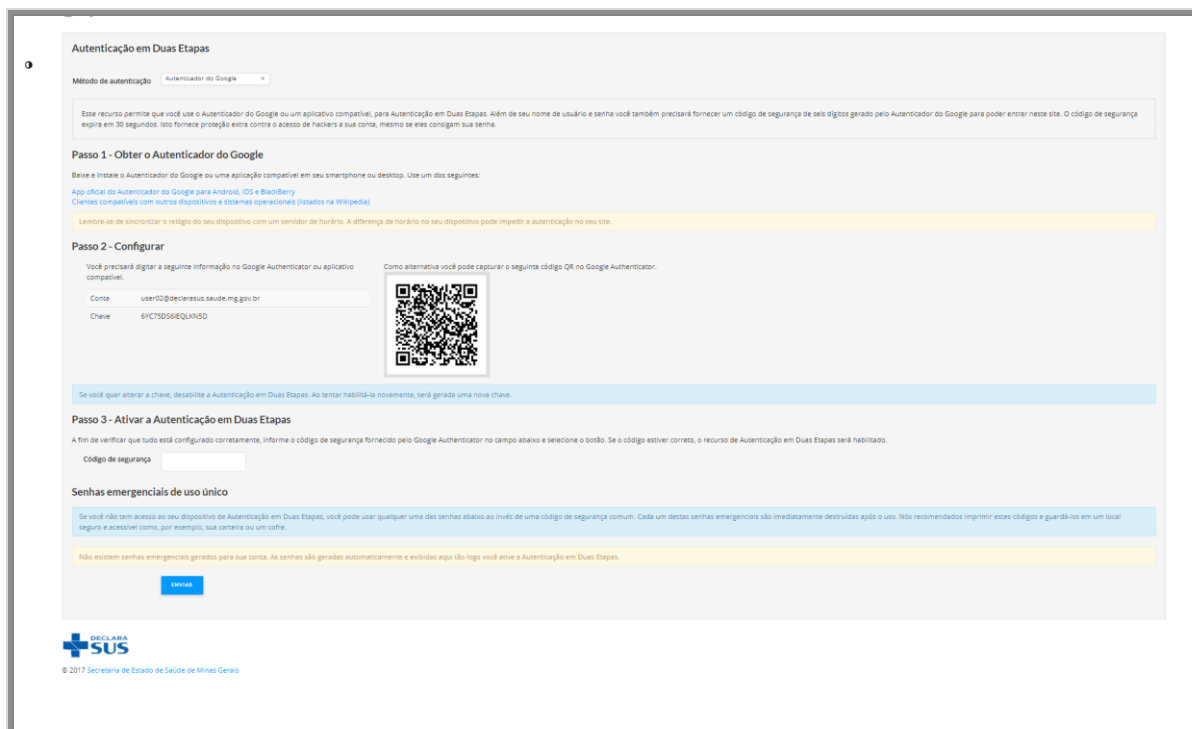 Autenticação em Duas Etapas
Método de autenticação Autenticador do Google
Esse recurso permite que você use o Autenticador do Google ou um aplicativo compatível, para Autenticação em Duas Etapas. Além de seu nome de usuário e senha você também precisará fornecer um código de segurança de seis dígitos gerado pelo Autenticador do Google para poder entrar neste site. O código de segurança
expira em 30 segundos. Isto fornece proteção extra contra o acesso de hackers a sua conta, mesmo se eles consigam sua senha.
Passo 1 - Obter o Autenticador do Google
Baixe e instale o Autenticador do Google ou uma aplicação compatível em seu smartphone ou desktop. Use um dos seguintes:
App oficial do Autenticador do Google para Android, iOS e BlackBerry
Clientes compatíveis com outros dispositivos e sistemas operacionais (listados na Wikipedia)
Lembre-se de sincronizar o relógio do seu dispositivo com um servidor de horário. A diferença de horário no seu dispositivo pode impedir a autenticação no seu site.
Passo 2 - Configurar
Você precisará digitar a seguinte informação no Google Authenticator ou aplicativo
compatível.
Conta user02@declarasus.saude.mg.gov.br
Chave 6YC75DS6IEQLKN5D
Como alternativa você pode capturar o seguinte código QR no Google Authenticator.
Se você quer alterar a chave, desabilite a Autenticação em Duas Etapas. Ao tentar habilitá-la novamente, será gerada uma nova chave.
Passo 3 - Ativar a Autenticação em Duas Etapas
A fim de verificar que tudo está configurado corretamente, informe o código de segurança fornecido pelo Google Authenticator no campo abaixo e selecione o botão. Se o código estiver correto, o recurso de Autenticação em Duas Etapas será habilitado.
Código de segurança
Senhas emergenciais de uso único
Se você não tem acesso ao seu dispositivo de Autenticação em Duas Etapas, você pode usar qualquer uma das senhas abaixo ao invés de uma código de segurança comum. Cada um destas senhas emergenciais são imediatamente destruídas após o uso. Nós recomendados imprimir estes códigos e guardá-los em um local
seguro e acessível como, por exemplo, sua carteira ou um cofre.
Não existem senhas emergenciais gerados para sua conta. As senhas são geradas automaticamente e exibidas aqui tão logo você ative a Autenticação em Duas Etapas.
ENVIAR
DECLARA
SUS
© 2017 Secretaria de Estado de Saúde de Minas Gerais